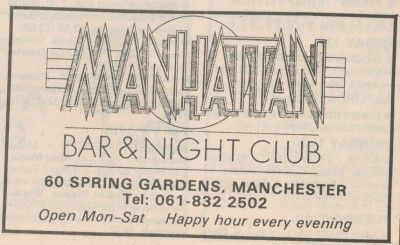 MANHATTAN
BAR & NIGHT CLUB
60 SPRING GARDENS, MANCHESTER
Tel: 061-832 2502
Open Mon–Sat Happy hour every evening